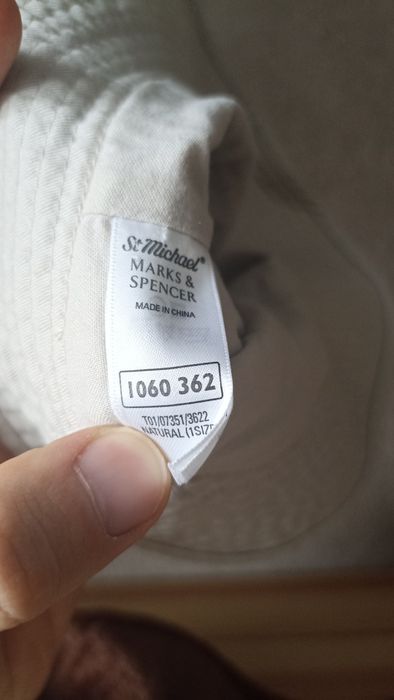 St Michael®
MARKS &
SPENCER
MADE IN CHINA
1060 362
T01/07351/3622
NATURAL (1SIZE